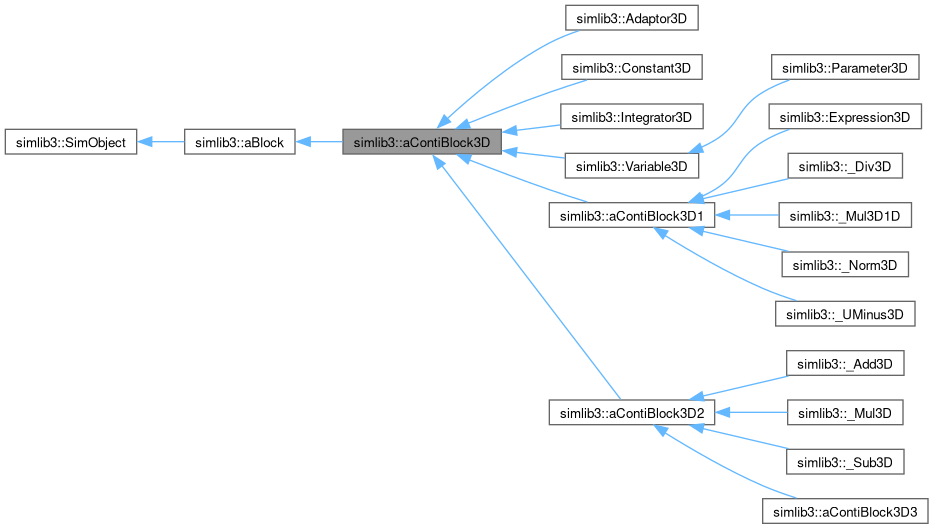 simlib3::SimObject
simlib3::aBlock
simlib3::aContiBlock3D
simlib3::Adaptor3D
simlib3::Constant3D
simlib3::Integrator3D
simlib3::Variable3D
simlib3::Parameter3D
simlib3::aContiBlock3D1
simlib3::Expression3D
simlib3::_Div3D
simlib3::_Mul3D1D
simlib3::_Norm3D
simlib3::_UMinus3D
simlib3::aContiBlock3D2
simlib3::_Add3D
simlib3::_Mul3D
simlib3::_Sub3D
simlib3::aContiBlock3D3